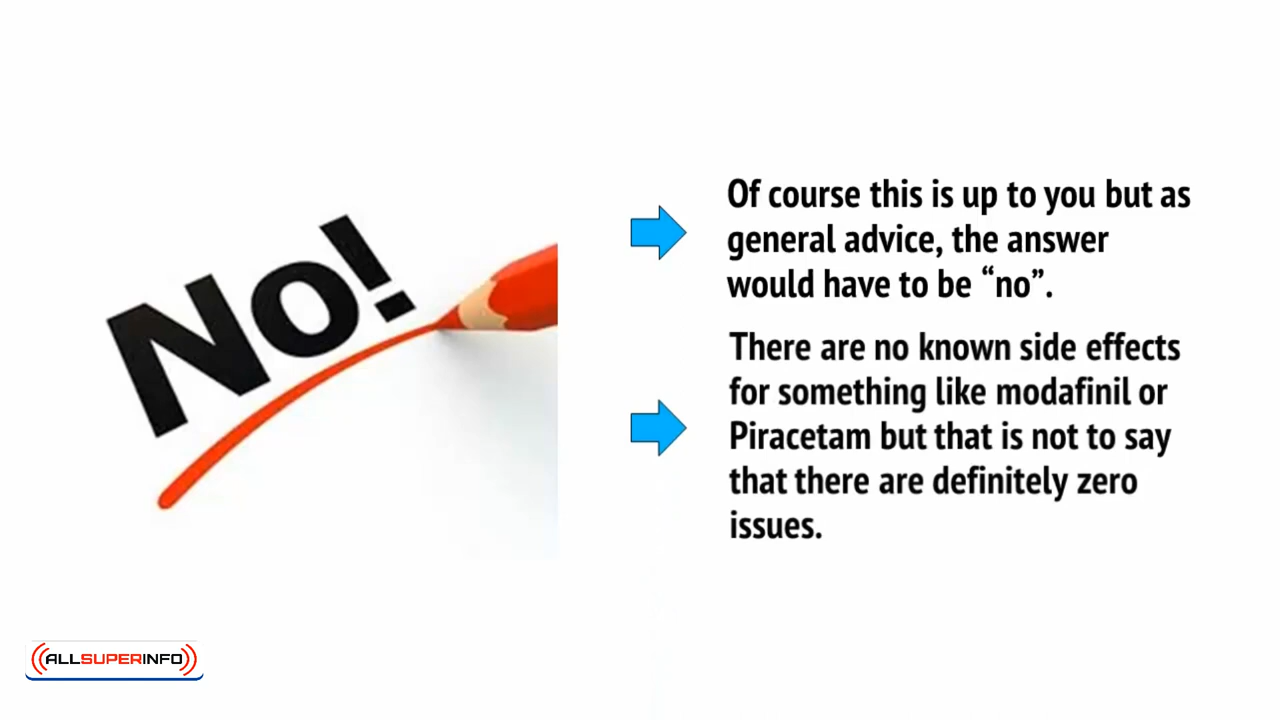 No!
Of course this is up to you but as
general advice, the answer
would have to be “no”.
There are no known side effects
for something like modafinil or
Piracetam but that is not to say
that there are definitely zero
issues.
ALLSUPERINFO